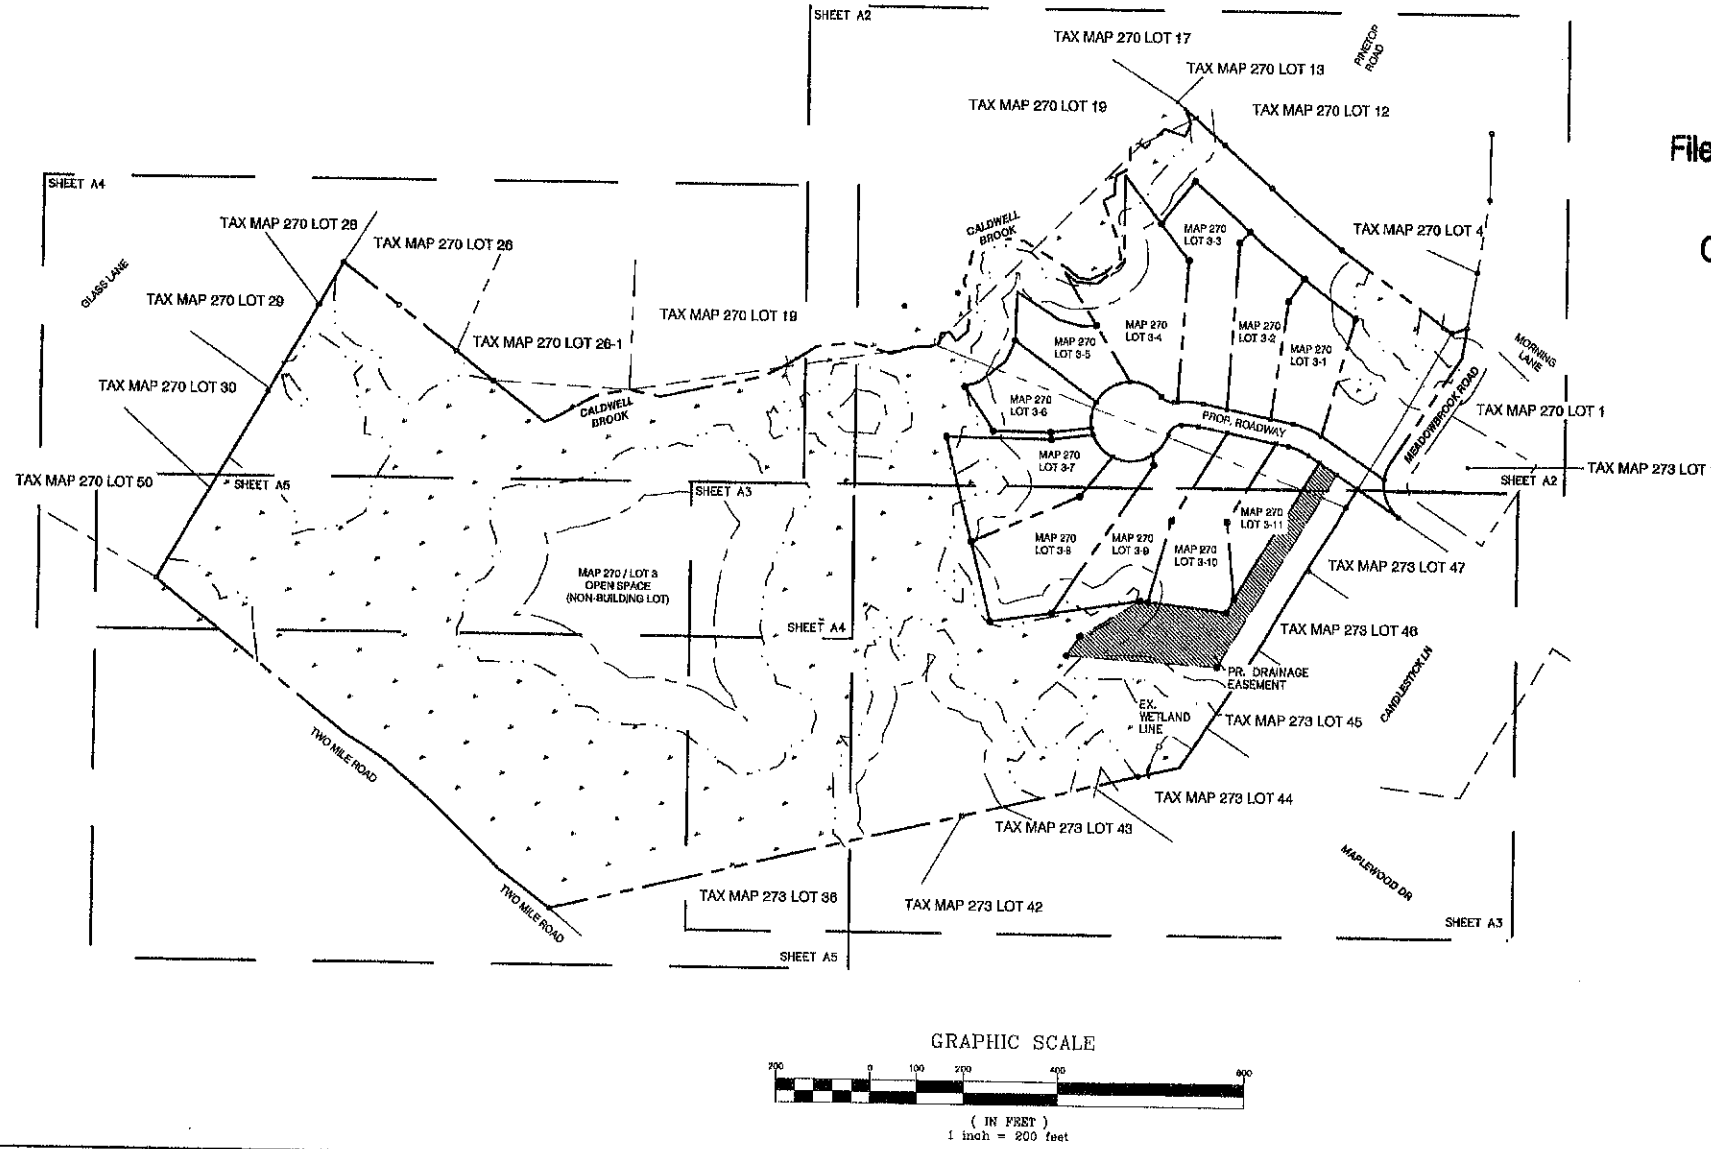 SHEET A2
TAX MAP 270 LOT 17
PINETOP
ROAD
TAX MAP 270 LOT 13
TAX MAP 270 LOT 19
TAX MAP 270 LOT 12
File
SHEET A4
TAX MAP 270 LOT 28
TAX MAP 270 LOT 26
CALDWELL
BROOK
MAP 270
LOT 3-3
TAX MAP 270 LOT 4
GLASS LANE
TAX MAP 270 LOT 29
TAX MAP 270 LOT 19
TAX MAP 270 LOT 26-1
MAP 270
LOT 3-5
MAP 270
LOT 3-4
MAP 270
LOT 3-2
MAP 270
LOT 3-1
MORNING
LANE
TAX MAP 270 LOT 30
CALDWELL
BROOK
MAP 270
LOT 3-6
PROP. ROADWAY
MEADOWBROOK ROAD
TAX MAP 270 LOT 1
MAP 270
LOT 3-7
TAX MAP 273 LOT
TAX MAP 270 LOT 50
SHEET A5
SHEET A3
SHEET A2
MAP 270
LOT 3-11
MAP 270
LOT 3-8
MAP 270
LOT 3-9
MAP 270
LOT 3-10
TAX MAP 273 LOT 47
MAP 270 / LOT 3
OPEN SPACE
(NON-BUILDING LOT)
SHEET A4
TAX MAP 273 LOT 46
PR. DRAINAGE
EASEMENT
CANDLESTICK LN
EX.
WETLAND
LINE
TAX MAP 273 LOT 45
TWO MILE ROAD
TAX MAP 273 LOT 44
TAX MAP 273 LOT 43
MAPLEWOOD DR
TWO MILE ROAD
TAX MAP 273 LOT 36
TAX MAP 273 LOT 42
SHEET A3
SHEET A5
GRAPHIC SCALE
200 0 100 200 400 800
( IN FEET )
1 inch = 200 feet